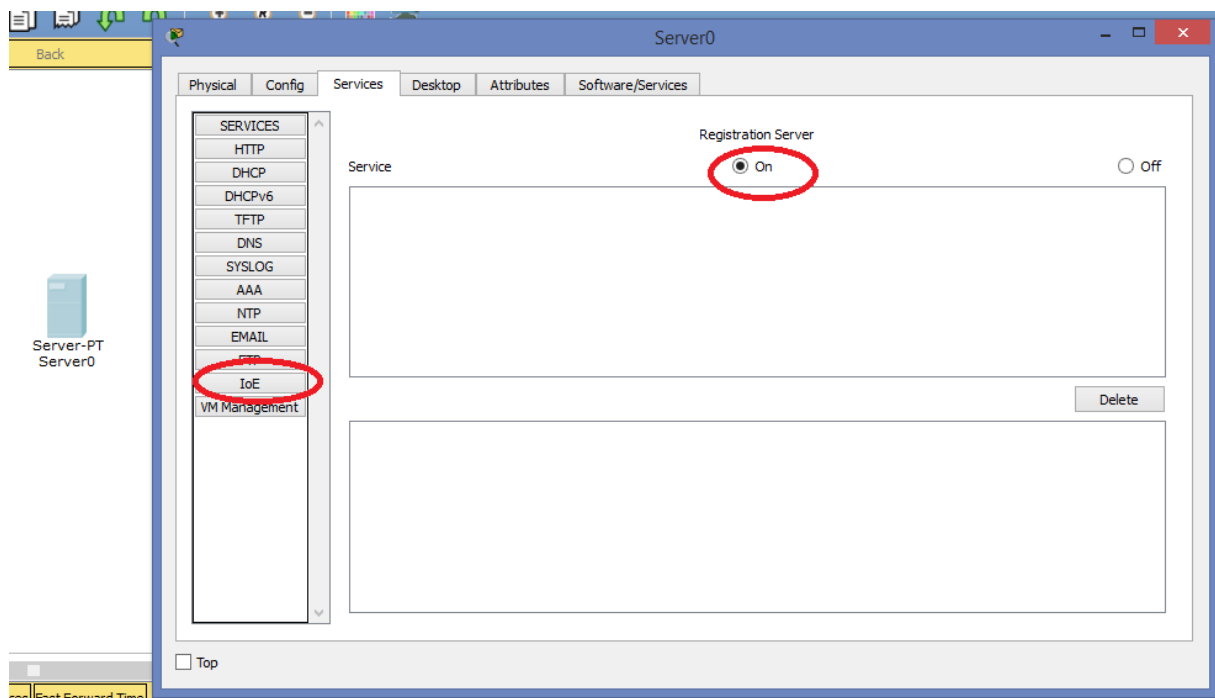 Server0
Back
Physical Config Services Desktop Attributes Software/Services
SERVICES
HTTP
DHCP
DHCPv6
TFTP
DNS
SYSLOG
AAA
NTP
EMAIL
FTP
IoE
VM Management
Registration Server
Service On Off
Delete
Server-PT
Server0
Top
Fast Forward Time